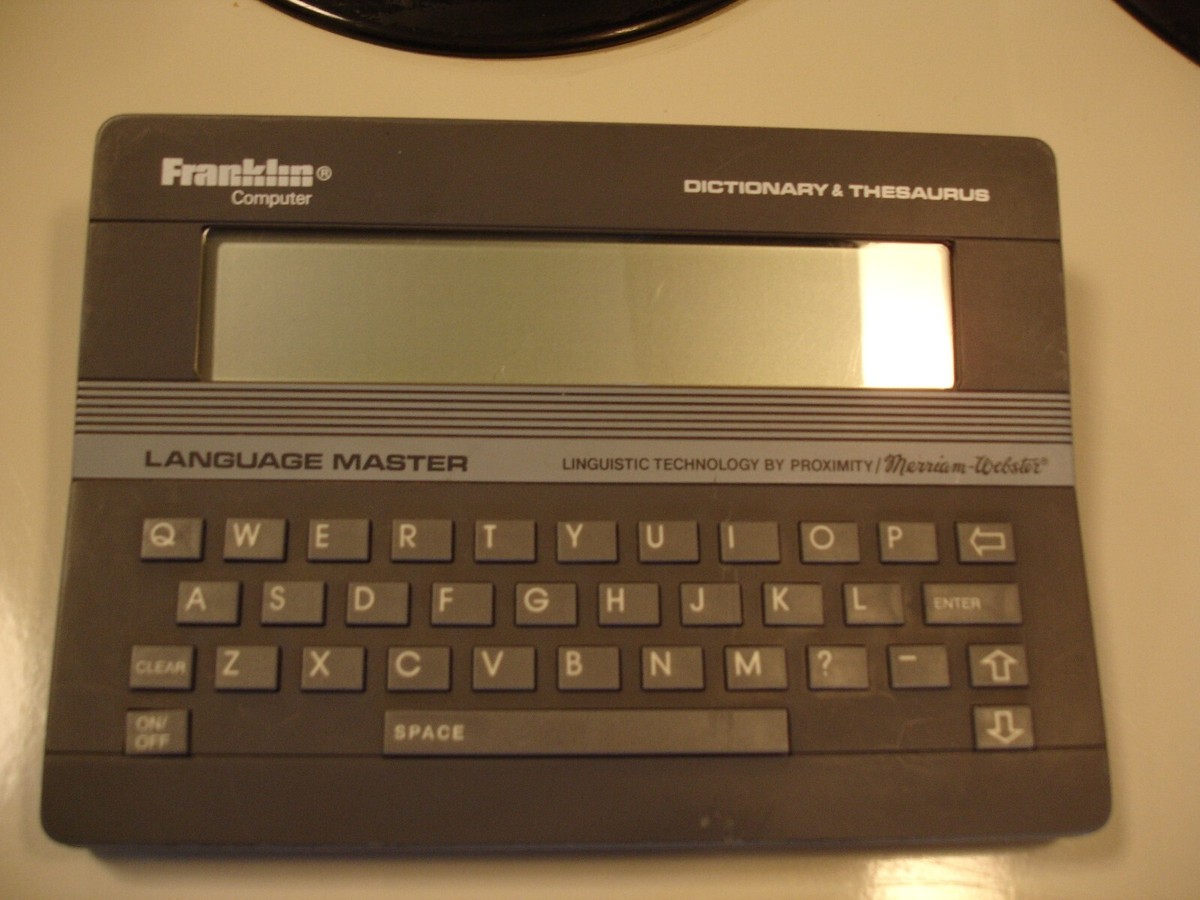 Franklin®
Computer
DICTIONARY & THESAURUS
LANGUAGE MASTER
LINGUISTIC TECHNOLOGY BY PROXIMITY / Merriam-Webster®
Q W E R T Y U I O P ⇦
A S D F G H J K L ENTER
CLEAR Z X C V B N M ? - ⇧
ON/
OFF SPACE ⇩